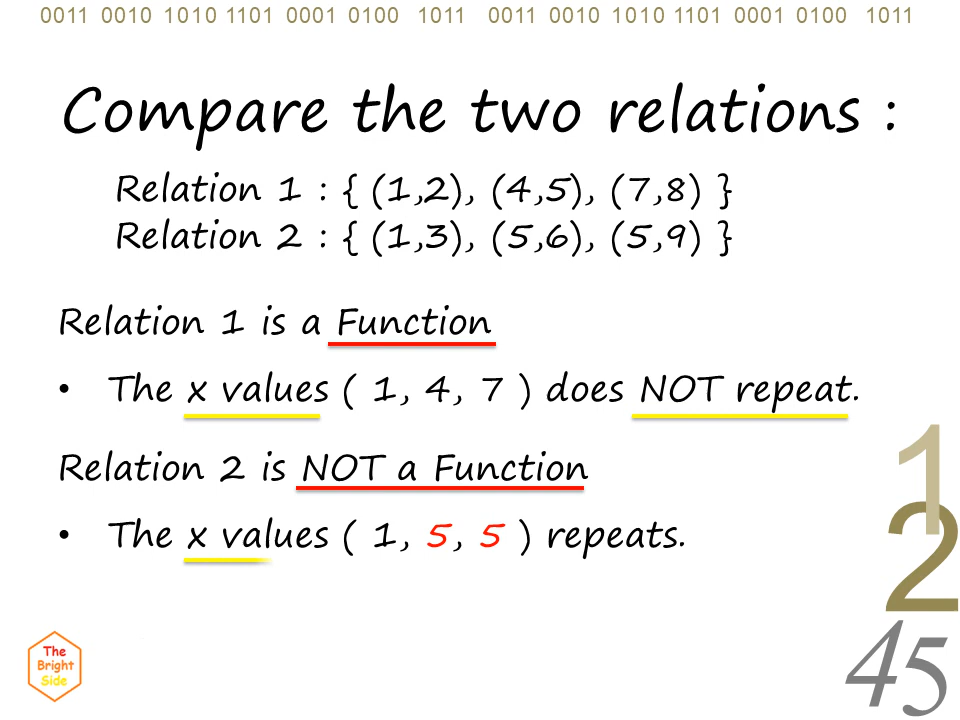 0011 0010 1010 1101 0001 0100 1011 0011 0010 1010 1101 0001 0100 1011
Compare the two relations :
Relation 1 : { (1,2), (4,5), (7,8) }
Relation 2 : { (1,3), (5,6), (5,9) }
Relation 1 is a Function
• The x values ( 1, 4, 7 ) does NOT repeat.
Relation 2 is NOT a Function
• The x values ( 1, 5, 5 ) repeats.
1
2
45
The
Bright
Side